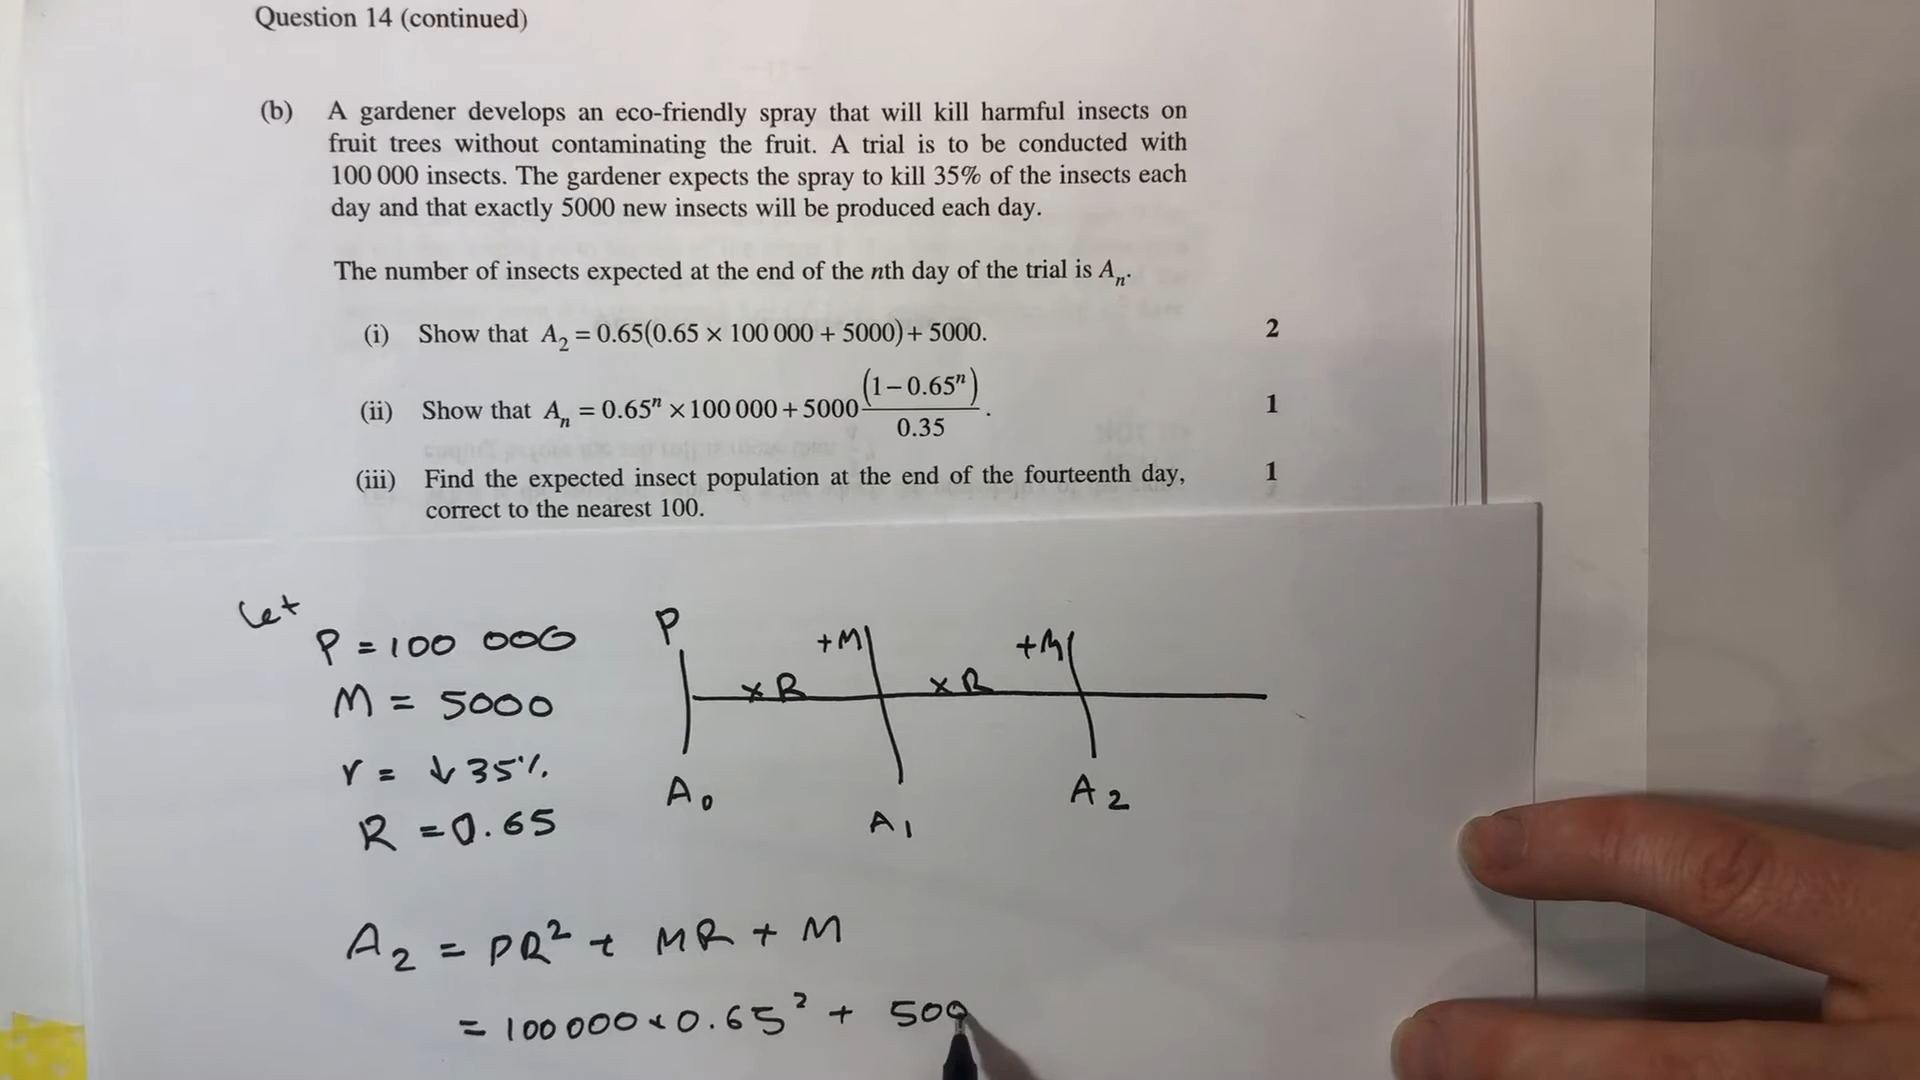 Question 14 (continued)
(b) A gardener develops an eco-friendly spray that will kill harmful insects on
fruit trees without contaminating the fruit. A trial is to be conducted with
100 000 insects. The gardener expects the spray to kill 35% of the insects each
day and that exactly 5000 new insects will be produced each day.
The number of insects expected at the end of the nth day of the trial is Aₙ.
(i) Show that A₂ = 0.65(0.65 × 100 000 + 5000) + 5000. 2
(ii) Show that Aₙ = 0.65ⁿ × 100 000 + 5000 (1 – 0.65ⁿ) / 0.35 . 1
(iii) Find the expected insect population at the end of the fourteenth day, 1
correct to the nearest 100.
Let
P = 100 000
M = 5000
r = ↓ 35%
R = 0.65
P
+M +M
×R ×R
A₀ A₁ A₂
A₂ = PR² + MR + M
= 100 000 × 0.65² + 500